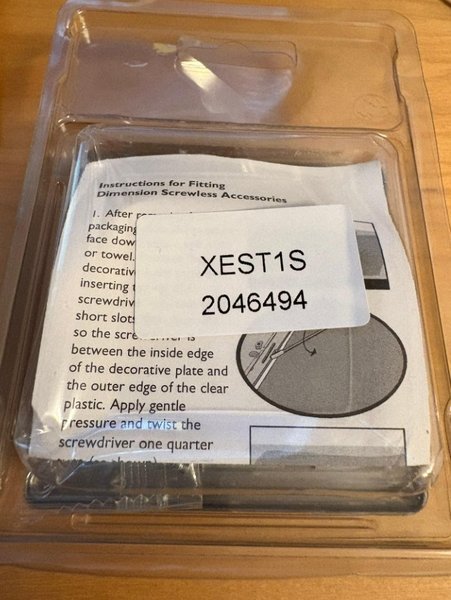 Instructions for Fitting
Dimension Screwless Accessories
1. After
packaging
face dow
or towel.
decorativ
inserting
screwdriv
short slots
so the screwdriver is
between the inside edge
of the decorative plate and
the outer edge of the clear
plastic. Apply gentle
pressure and twist the
screwdriver one quarter
XEST1S
2046494